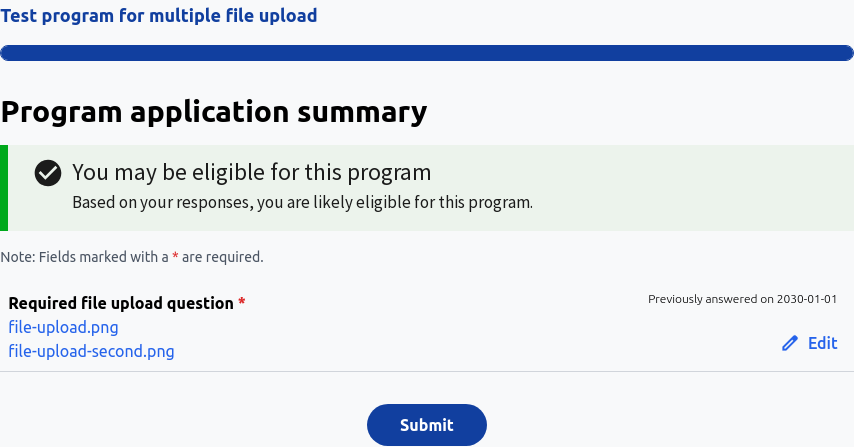 Test program for multiple file upload
Program application summary
You may be eligible for this program
Based on your responses, you are likely eligible for this program.
Note: Fields marked with a * are required.
Required file upload question *
Previously answered on 2030-01-01
file-upload.png
file-upload-second.png
Edit
Submit